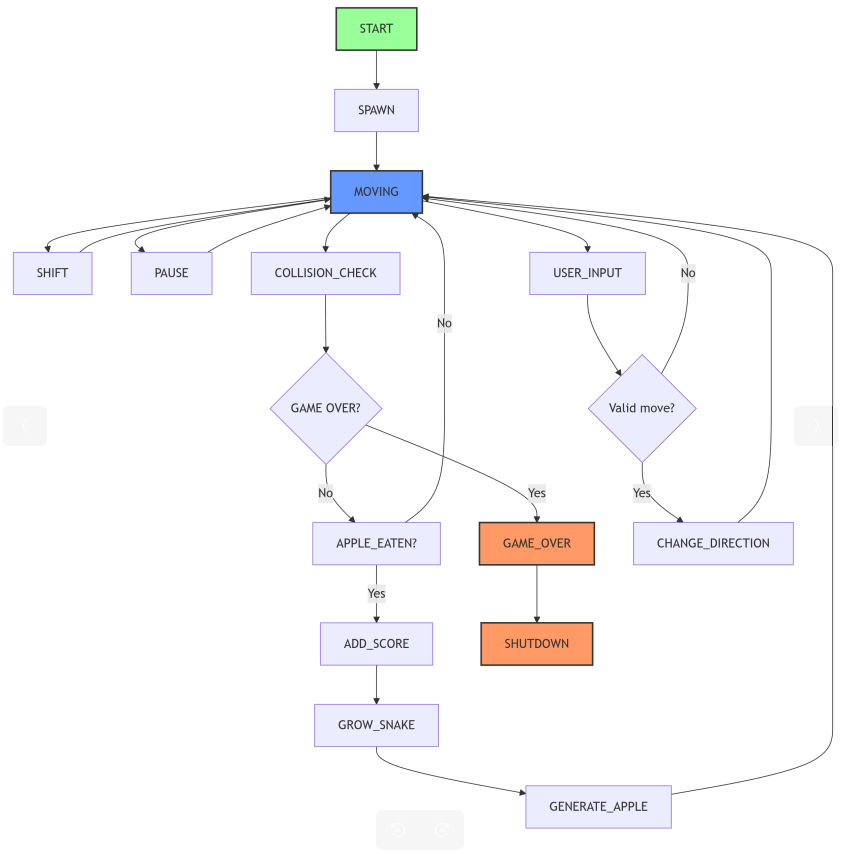 START
SPAWN
MOVING
SHIFT
PAUSE
COLLISION_CHECK
USER_INPUT
No
No
GAME OVER?
Valid move?
No
Yes
Yes
APPLE_EATEN?
GAME_OVER
CHANGE_DIRECTION
Yes
ADD_SCORE
SHUTDOWN
GROW_SNAKE
GENERATE_APPLE